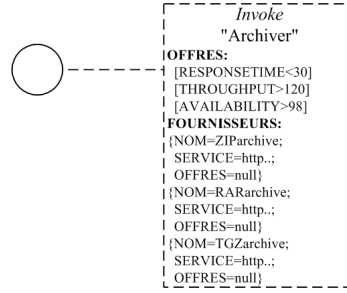 Invoke
"Archiver"
OFFRES:
[RESPONSETIME<30]
[THROUGHPUT>120]
[AVAILABILITY>98]
FOURNISSEURS:
{NOM=ZIParchive;
SERVICE=http..;
OFFRES=null}
{NOM=RARarchive;
SERVICE=http..;
OFFRES=null}
{NOM=TGZarchive;
SERVICE=http..;
OFFRES=null}